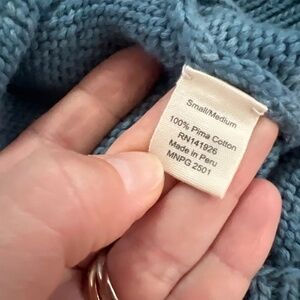 Small/Medium
100% Pima Cotton
RN141926
Made in Peru
MNPG 2501